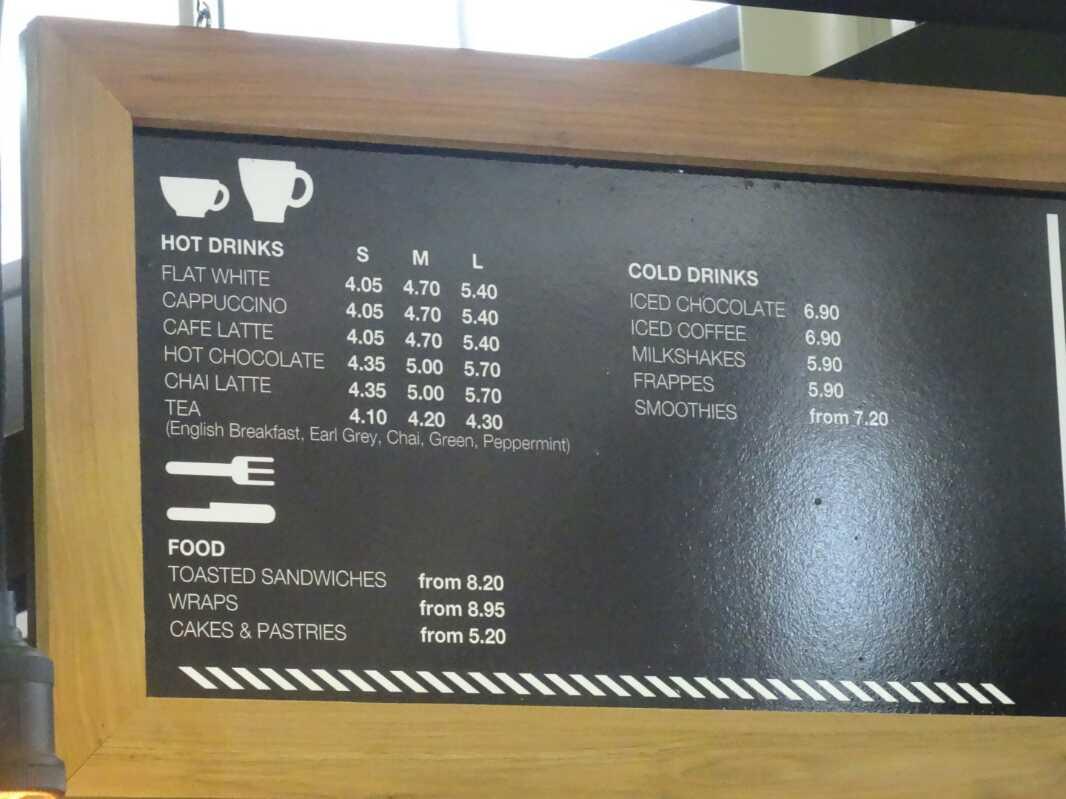 HOT DRINKS S M L
FLAT WHITE 4.05 4.70 5.40
CAPPUCCINO 4.05 4.70 5.40
CAFE LATTE 4.05 4.70 5.40
HOT CHOCOLATE 4.35 5.00 5.70
CHAI LATTE 4.35 5.00 5.70
TEA 4.10 4.20 4.30
(English Breakfast, Earl Grey, Chai, Green, Peppermint)
COLD DRINKS
ICED CHOCOLATE 6.90
ICED COFFEE 6.90
MILKSHAKES 5.90
FRAPPES 5.90
SMOOTHIES from 7.20
FOOD
TOASTED SANDWICHES from 8.20
WRAPS from 8.95
CAKES & PASTRIES from 5.20